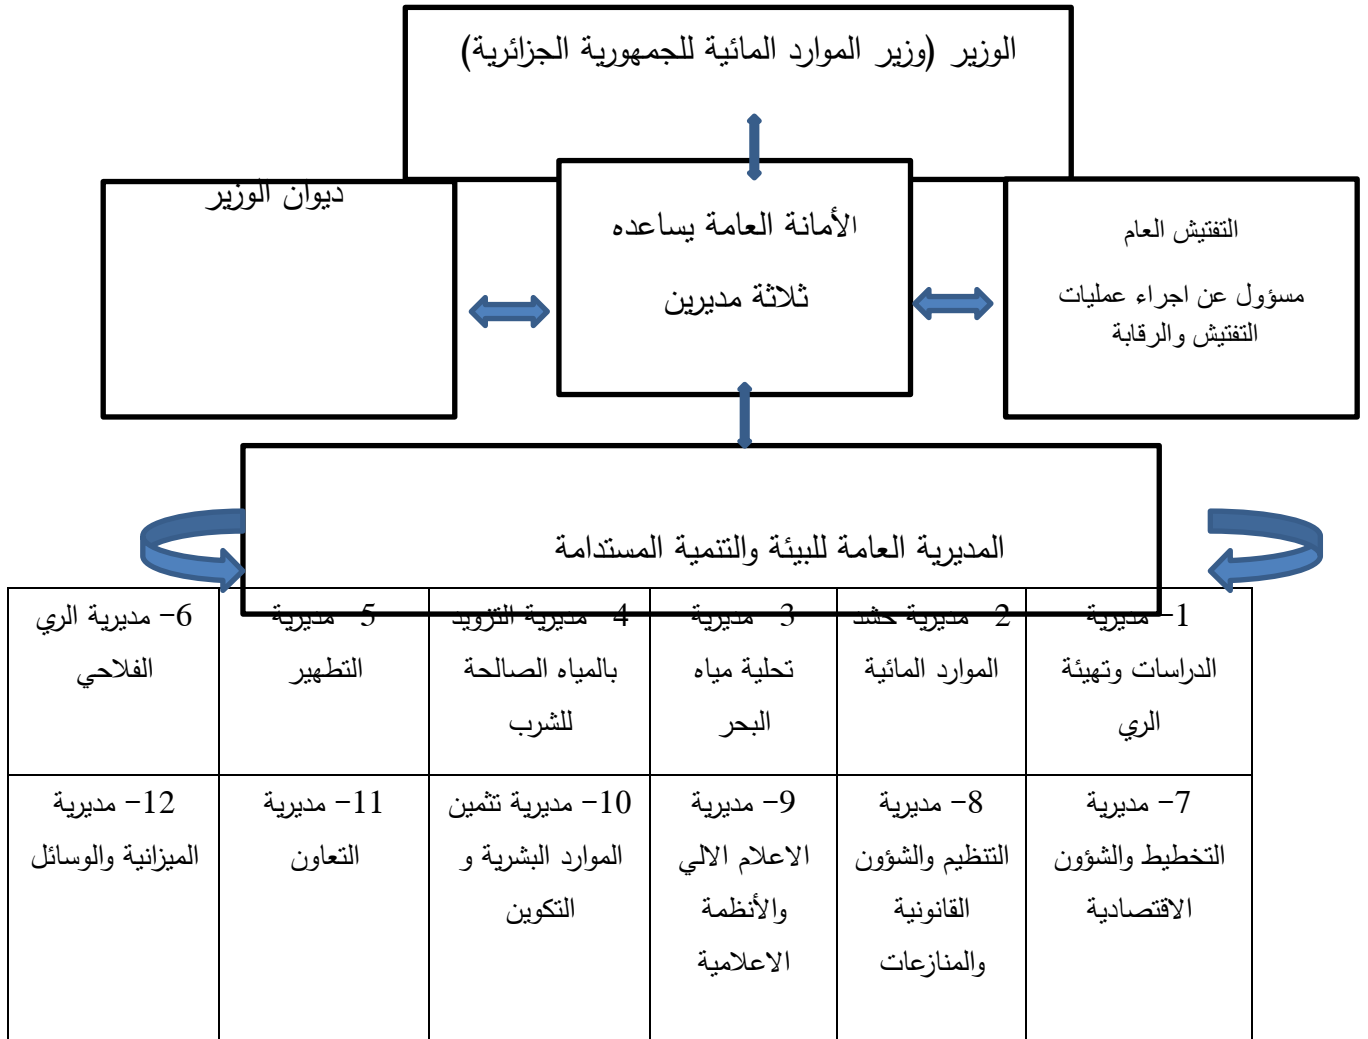 الوزير (وزير الموارد المائية للجمهورية الجزائرية)
التفتيش العام
مسؤول عن اجراء عمليات
التفتيش والرقابة
الأمانة العامة يساعده
ثلاثة مديرين
ديوان الوزير
المديرية العامة للبيئة والتنمية المستدامة
1- مديرية
الدراسات وتهيئة
الري
2- مديرية حشد
الموارد المائية
3- مديرية
تحلية مياه
البحر
4- مديرية التزويد
بالمياه الصالحة
للشرب
5- مديرية
التطهير
6- مديرية الري
الفلاحي
7- مديرية
التخطيط والشؤون
الاقتصادية
8- مديرية
التنظيم والشؤون
القانونية
والمنازعات
9- مديرية
الاعلام الالي
والأنظمة
الاعلامية
10- مديرية تثمين
الموارد البشرية و
التكوين
11- مديرية
التعاون
12- مديرية
الميزانية والوسائل